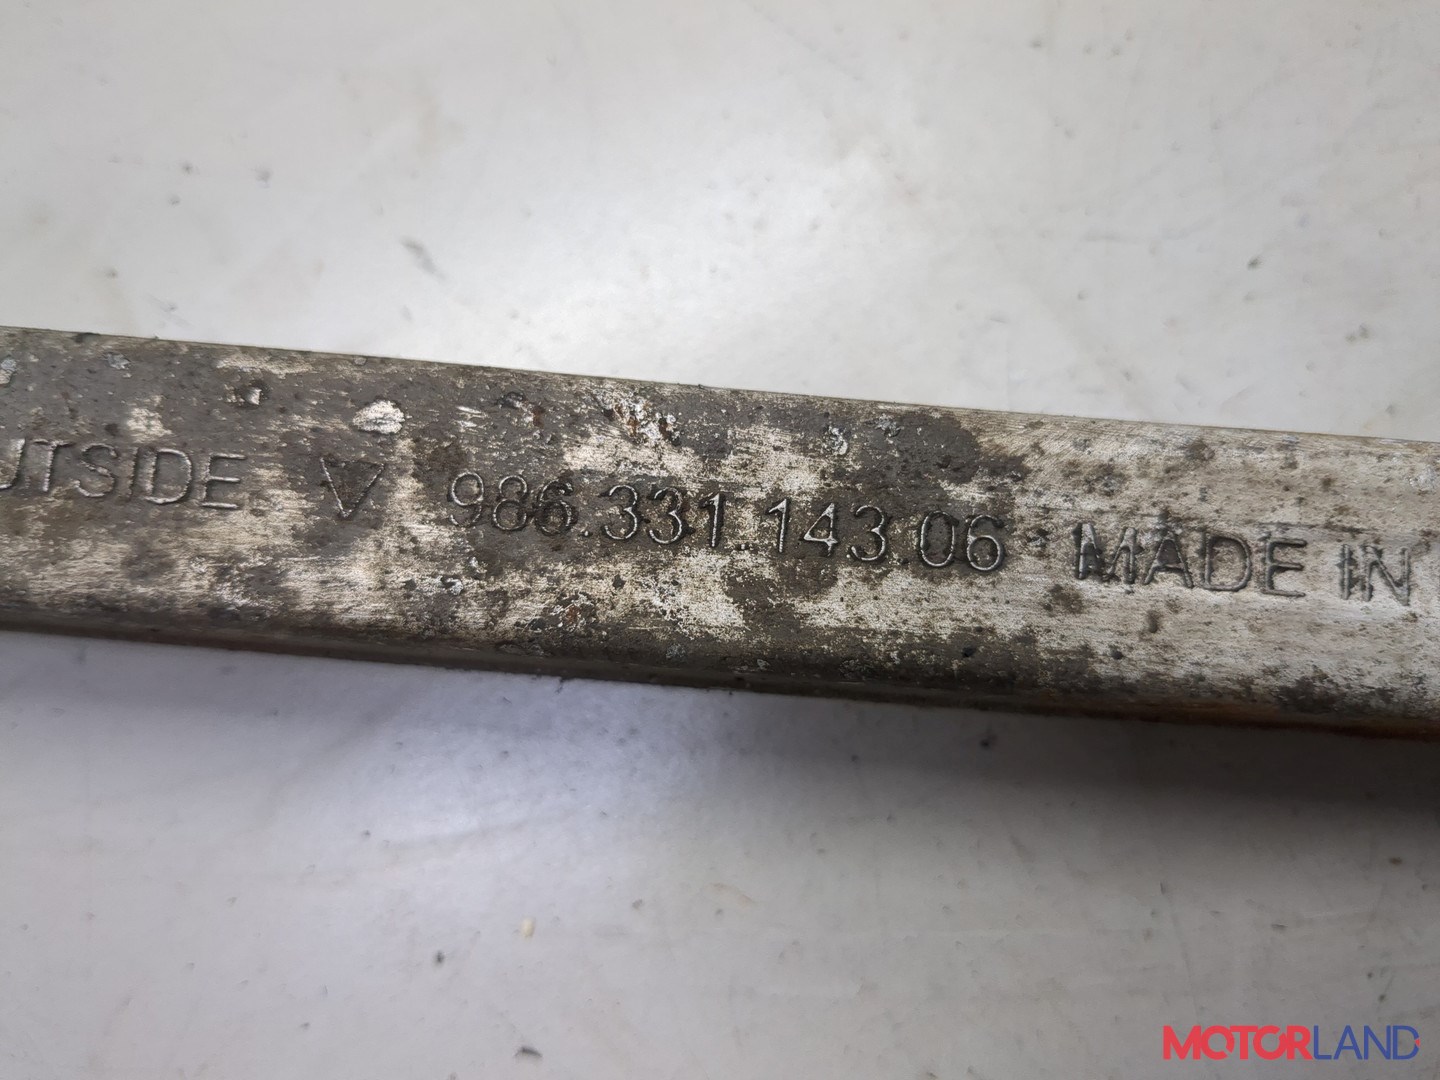 UTSIDE ▽ 986.331.143.06 MADE IN
MOTORLAND